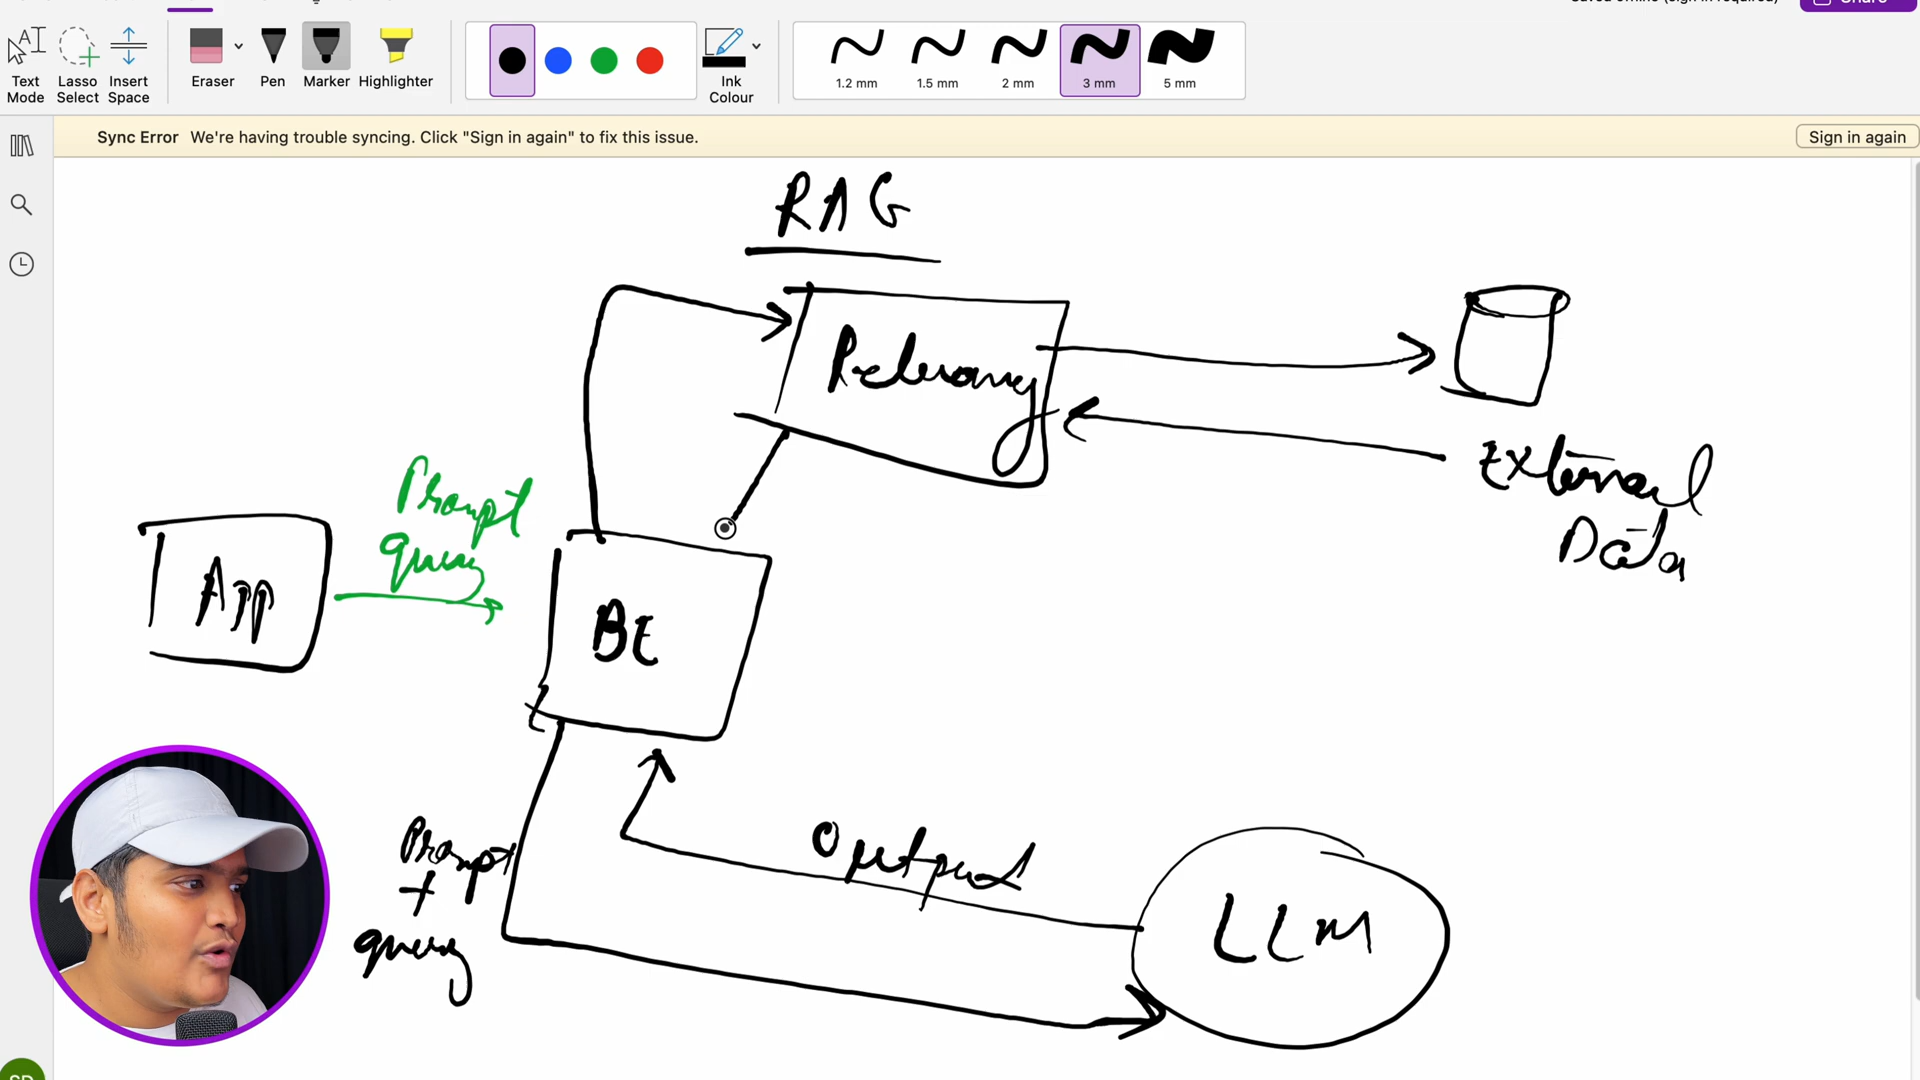 Text
Mode
Lasso
Select
Insert
Space
Eraser
Pen
Marker
Highlighter
Ink
Colour
1.2 mm
1.5 mm
2 mm
3 mm
5 mm
Sync Error We're having trouble syncing. Click "Sign in again" to fix this issue.
Sign in again
RAG
Relevancy
External
Data
Prompt
query
App
BE
Prompt
+
query
Output
LLM